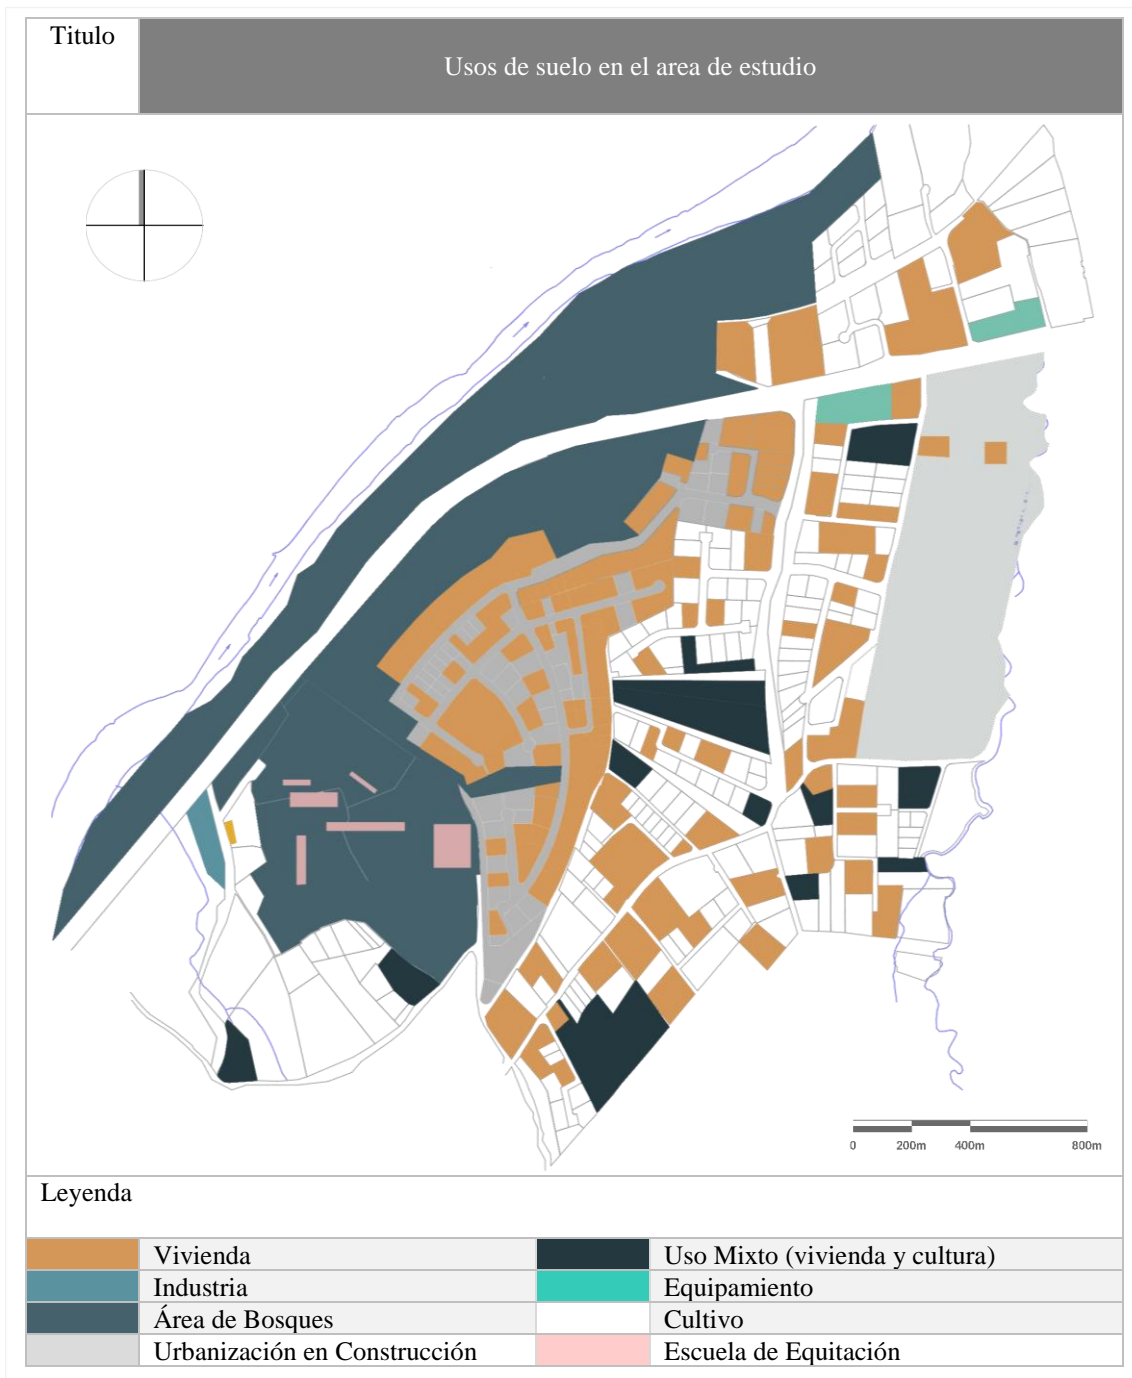 Titulo
Usos de suelo en el area de estudio
0 200m 400m 800m
Leyenda
Vivienda
Uso Mixto (vivienda y cultura)
Industria
Equipamiento
Área de Bosques
Cultivo
Urbanización en Construcción
Escuela de Equitación